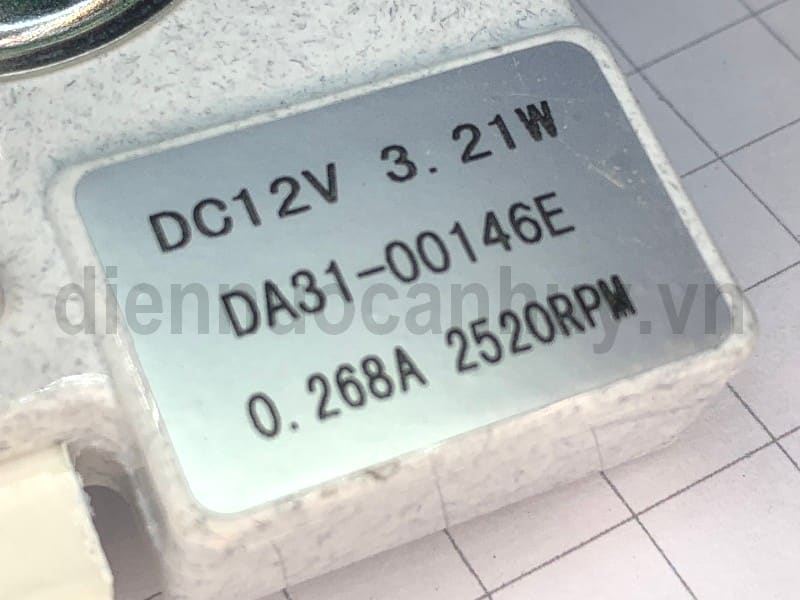 DC12V 3.21W
DA31-00146E
diennuocanhuy.vn
0.268A 2520RPM